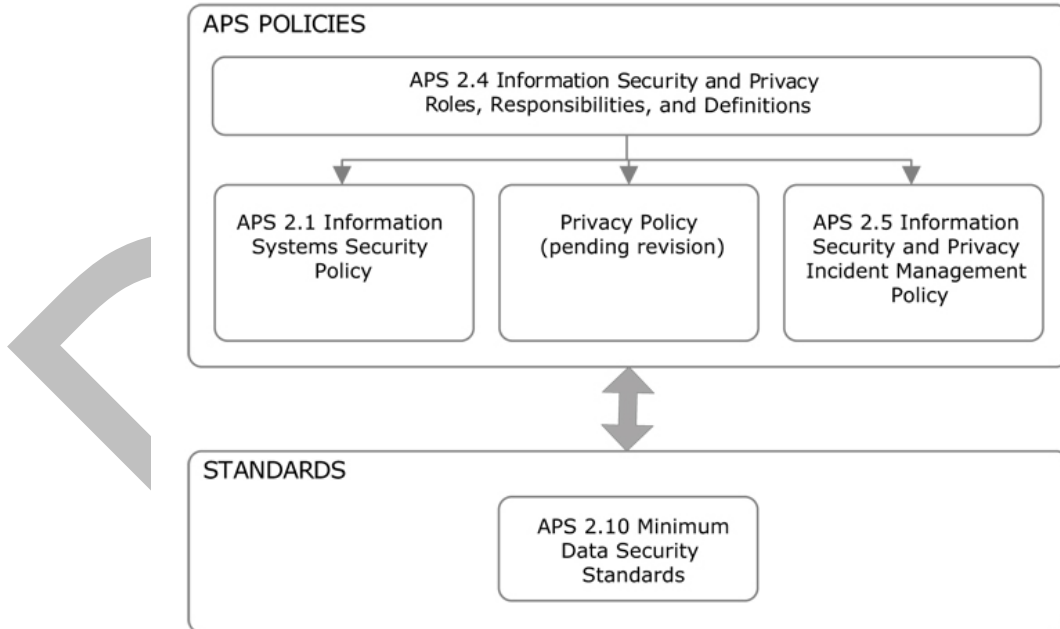 APS POLICIES
APS 2.4 Information Security and Privacy
Roles, Responsibilities, and Definitions
APS 2.1 Information
Systems Security
Policy
Privacy Policy
(pending revision)
APS 2.5 Information
Security and Privacy
Incident Management
Policy
STANDARDS
APS 2.10 Minimum
Data Security
Standards